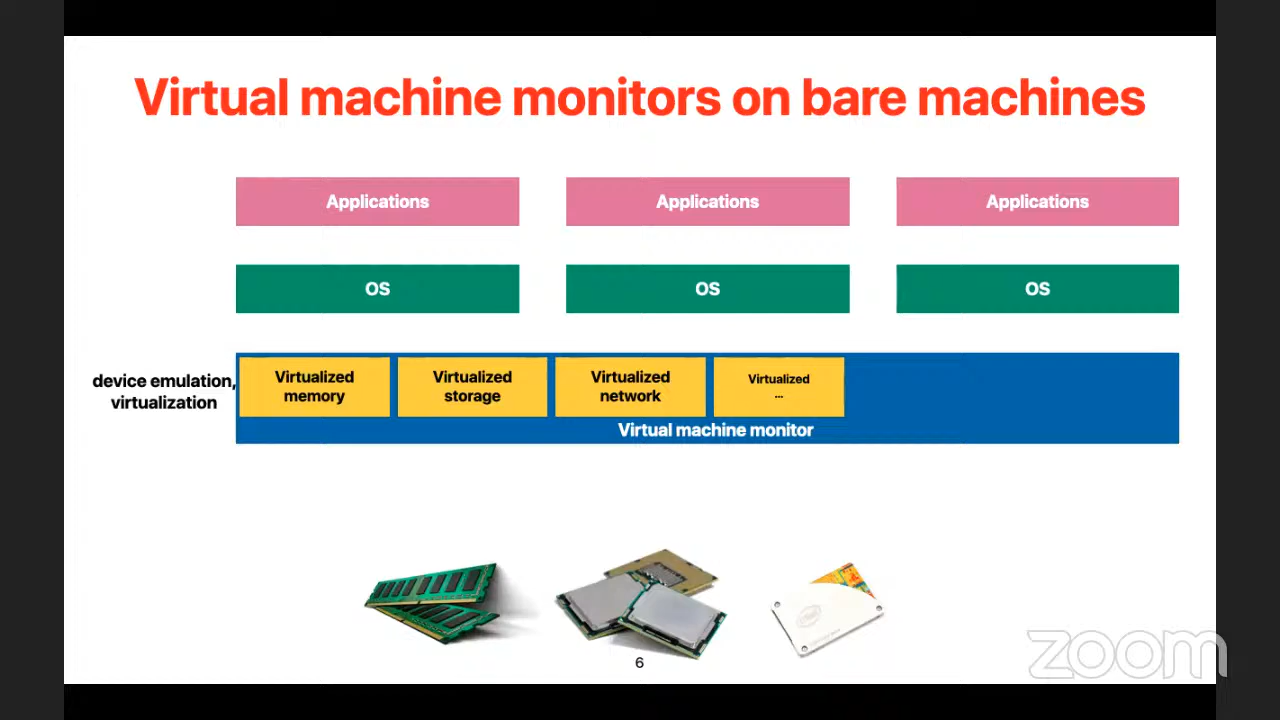 Virtual machine monitors on bare machines
Applications
Applications
Applications
OS
OS
OS
device emulation,
virtualization
Virtualized
memory
Virtualized
storage
Virtualized
network
Virtualized
...
Virtual machine monitor
6
zoom